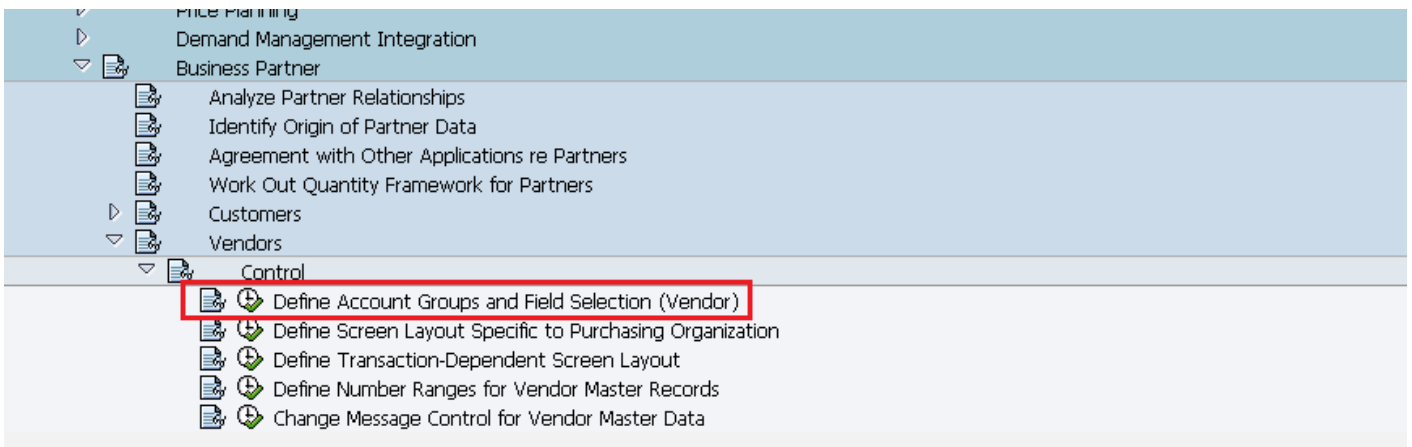 Price Planning
Demand Management Integration
Business Partner
Analyze Partner Relationships
Identify Origin of Partner Data
Agreement with Other Applications re Partners
Work Out Quantity Framework for Partners
Customers
Vendors
Control
Define Account Groups and Field Selection (Vendor)
Define Screen Layout Specific to Purchasing Organization
Define Transaction-Dependent Screen Layout
Define Number Ranges for Vendor Master Records
Change Message Control for Vendor Master Data